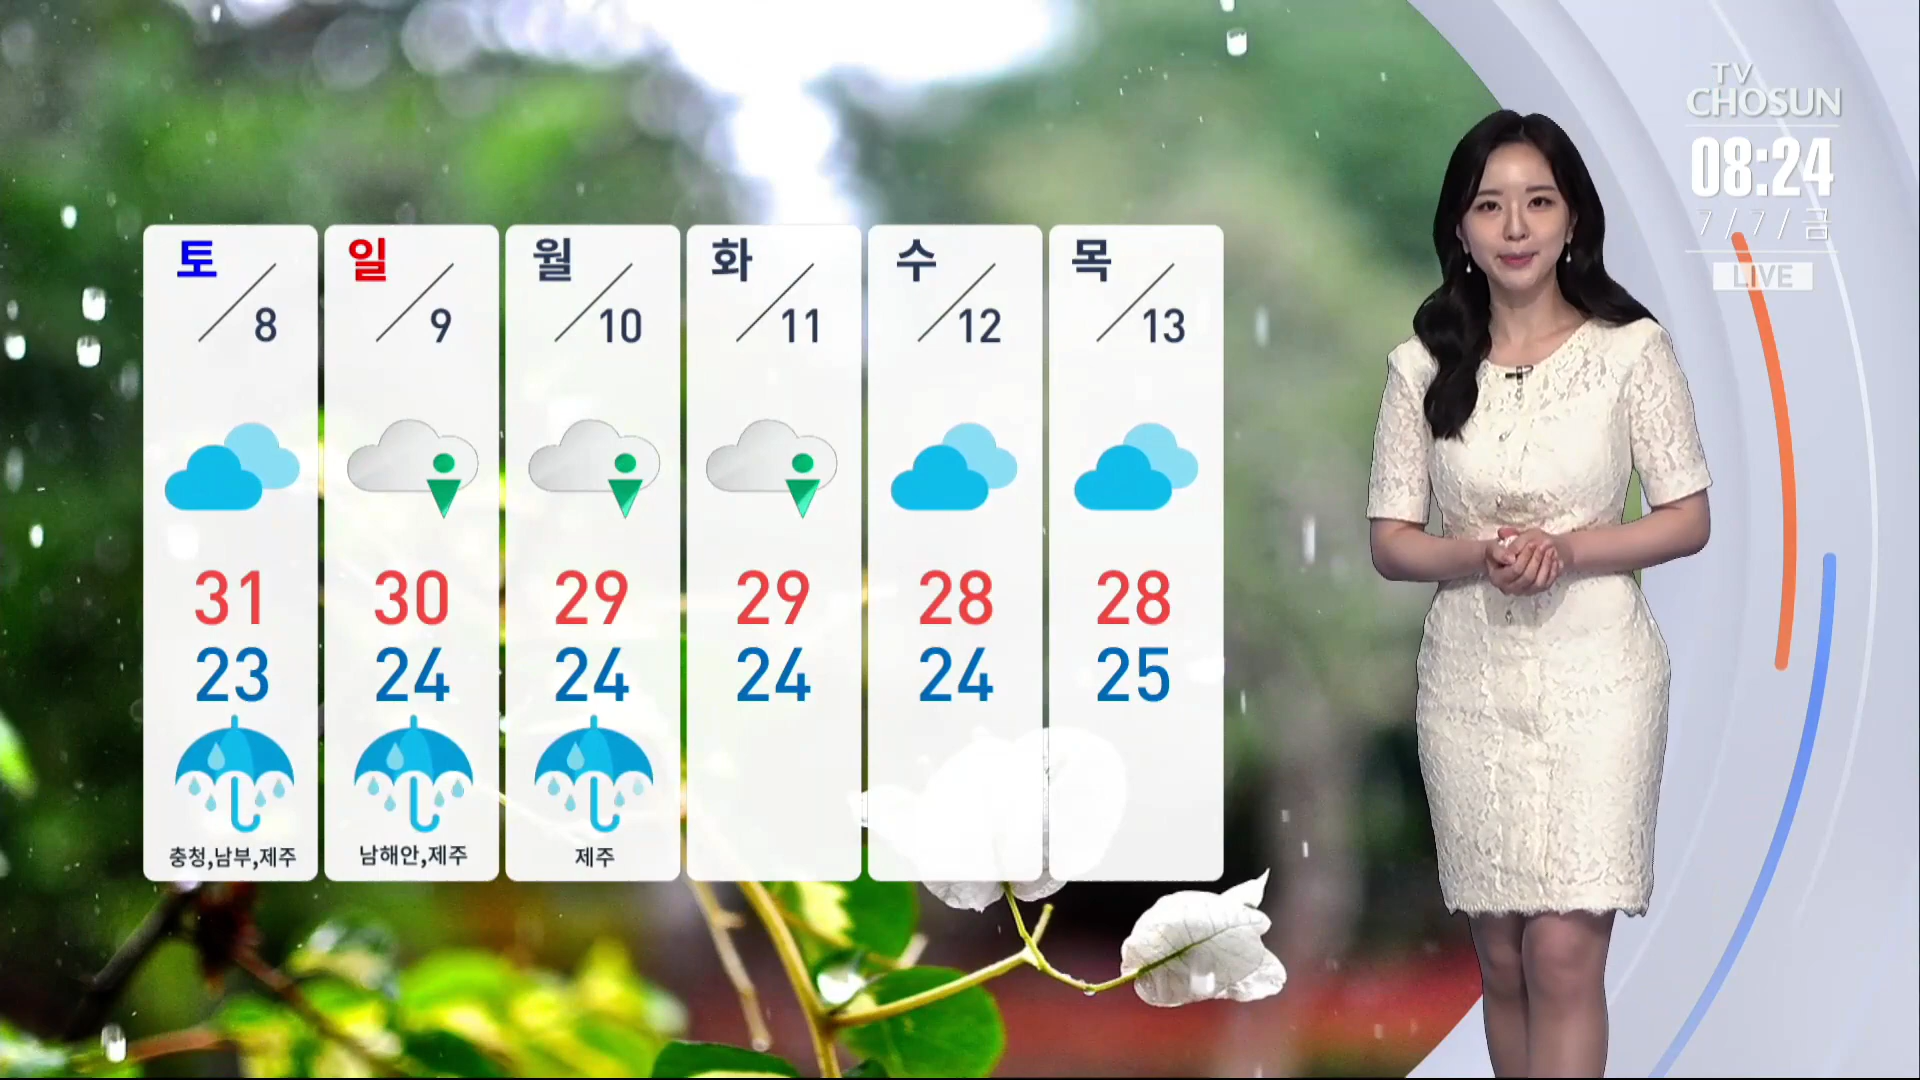 TV
CHOSUN
08:24
7/7/금
LIVE
토 일 월 화 수 목
8 9 10 11 12 13
31 30 29 29 28 28
23 24 24 24 24 25
충청,남부,제주 남해안,제주 제주